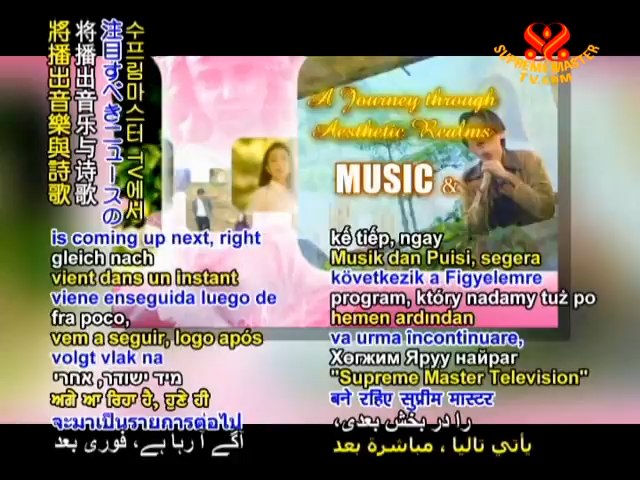 SUPREME MASTER
TV
수프림마스터 TV에서
注目すべきニュースの
将播出音乐与诗歌
將播出音樂與詩歌
A Journey through
Aesthetic Realms
MUSIC &
is coming up next, right
gleich nach
vient dans un instant
viene enseguida luego de
fra poco,
vem a seguir, logo após
volgt vlak na
מיד ישודר, אחרי
ਅਗੇ ਆ ਰਿਹਾ ਹੈ, ਹੁਣੇ ਹੀ
จะมาเป็นรายการต่อไป
آگے آ رہا ہے، فوری بعد
kế tiếp, ngay
Musik dan Puisi, segera
következik a Figyelemre
program, który nadamy tuż po
hemen ardından
va urma încontinuare,
Хөгжим Яруу найраг
"Supreme Master Television"
बने रहिए सुप्रीम मास्टर
را در بخش بعدی،
يأتي تاليا ، مباشرة بعد